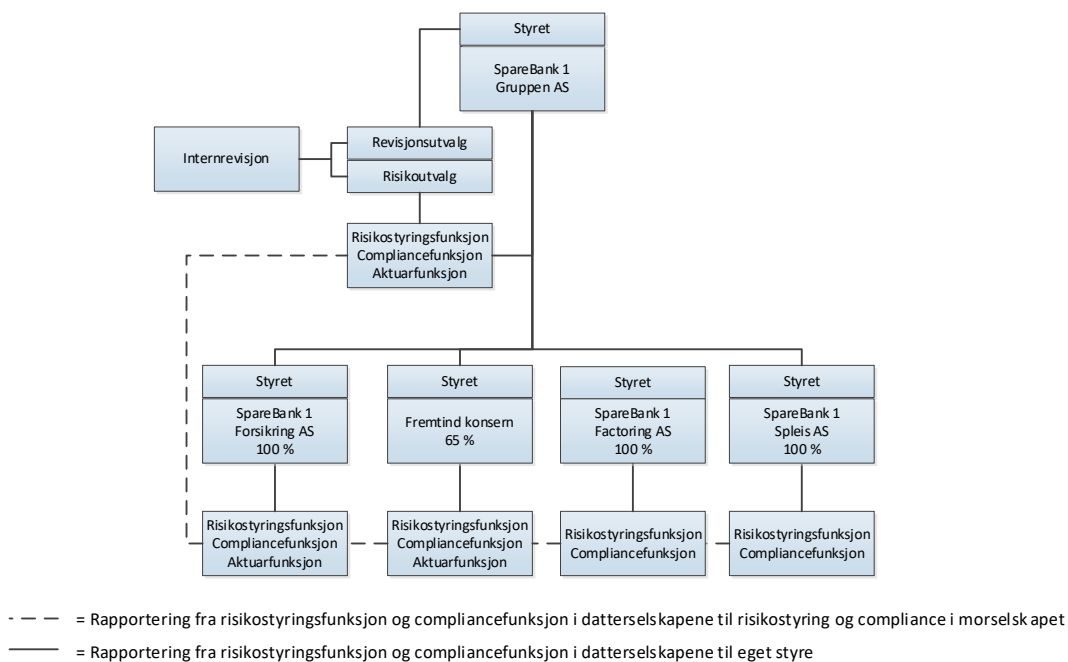 Styret
SpareBank 1
Gruppen AS
Internrevisjon
Revisjonsutvalg
Risikoutvalg
Risikostyringsfunksjon
Compliancefunksjon
Aktuarfunksjon
Styret
SpareBank 1
Forsikring AS
100 %
Styret
Fremtind konsern
65 %
Styret
SpareBank 1
Factoring AS
100 %
Styret
SpareBank 1
Spleis AS
100 %
Risikostyringsfunksjon
Compliancefunksjon
Aktuarfunksjon
Risikostyringsfunksjon
Compliancefunksjon
Aktuarfunksjon
Risikostyringsfunksjon
Compliancefunksjon
Risikostyringsfunksjon
Compliancefunksjon
= Rapportering fra risikostyringsfunksjon og compliancefunksjon i datterselskapene til risikostyring og compliance i morselskapet
= Rapportering fra risikostyringsfunksjon og compliancefunksjon i datterselskapene til eget styre